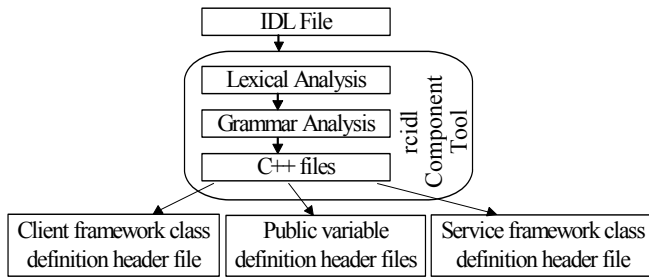 IDL File
Lexical Analysis
Grammar Analysis
C++ files
rcidl
Component
Tool
Client framework class
definition header file
Public variable
definition header files
Service framework class
definition header file